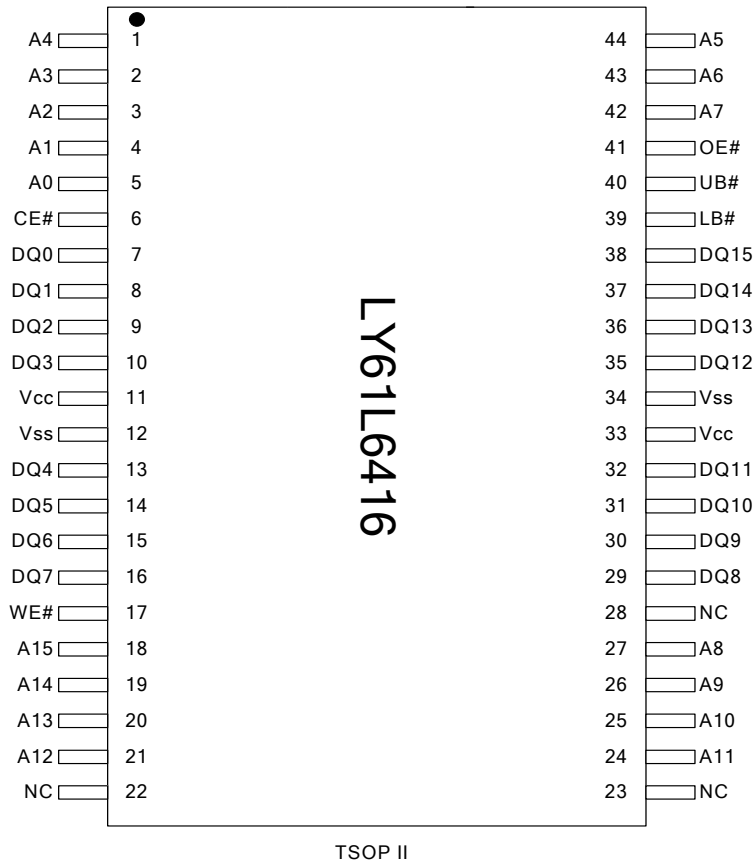 A4 1 44 A5
A3 2 43 A6
A2 3 42 A7
A1 4 41 OE#
A0 5 40 UB#
CE# 6 39 LB#
DQ0 7 38 DQ15
DQ1 8 37 DQ14
DQ2 9 36 DQ13
DQ3 10 35 DQ12
Vcc 11 34 Vss
Vss 12 33 Vcc
DQ4 13 32 DQ11
DQ5 14 31 DQ10
DQ6 15 30 DQ9
DQ7 16 29 DQ8
WE# 17 28 NC
A15 18 27 A8
A14 19 26 A9
A13 20 25 A10
A12 21 24 A11
NC 22 23 NC
LY61L6416
TSOP II